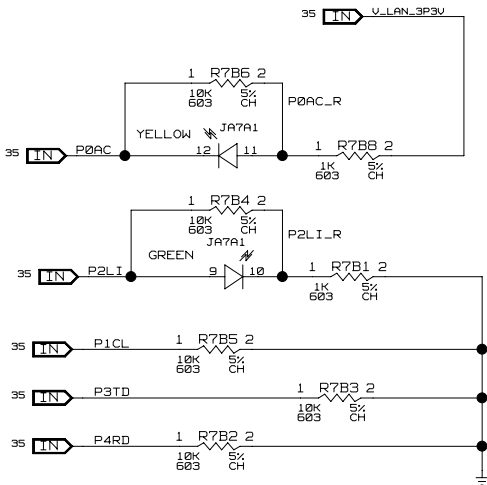 35 IN V_LAN_3P3V
1 R7B6 2
10K 5%
603 CH
P0AC_R
YELLOW JA7A1
35 IN P0AC 12 11 1 R7B8 2
1K 5%
603 CH
1 R7B4 2
10K 5%
603 CH
P2LI_R
JA7A1
GREEN
35 IN P2LI 9 10 1 R7B1 2
1K 5%
603 CH
35 IN P1CL 1 R7B5 2
10K 5%
603 CH
35 IN P3TD 1 R7B3 2
10K 5%
603 CH
35 IN P4RD 1 R7B2 2
10K 5%
603 CH